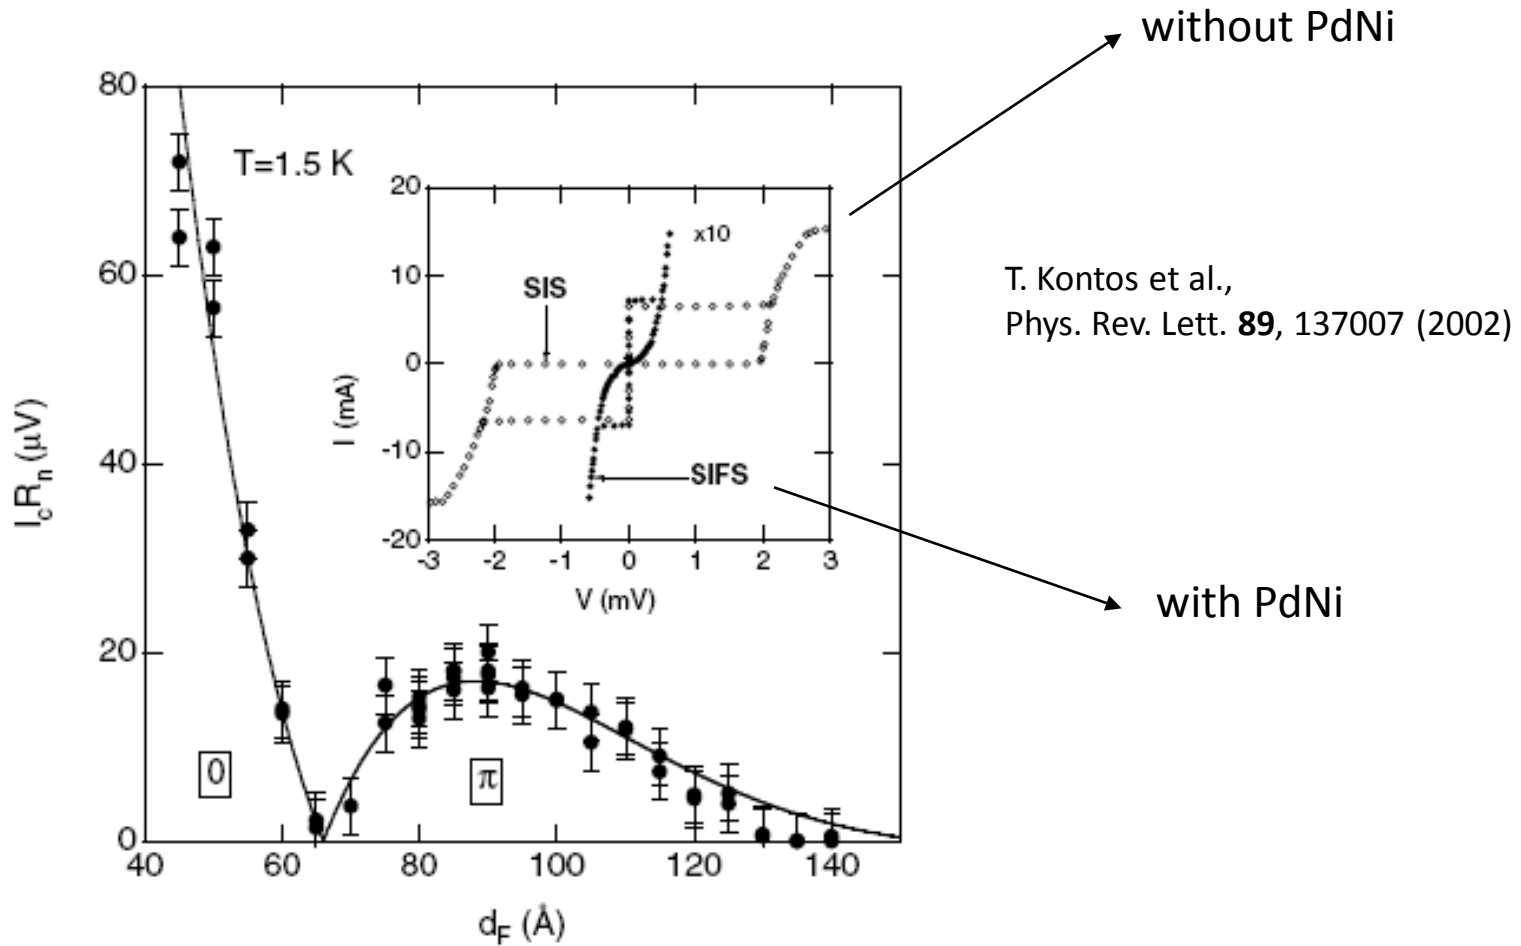 without PdNi
80
60
40
20
0
40
60
80
100
120
140
I_cR_n (μV)
d_F (Å)
T=1.5 K
0
π
20
10
0
-10
-20
-3
-2
-1
0
1
2
3
I (mA)
V (mV)
x10
SIS
SIFS
T. Kontos et al.,
Phys. Rev. Lett. 89, 137007 (2002)
with PdNi